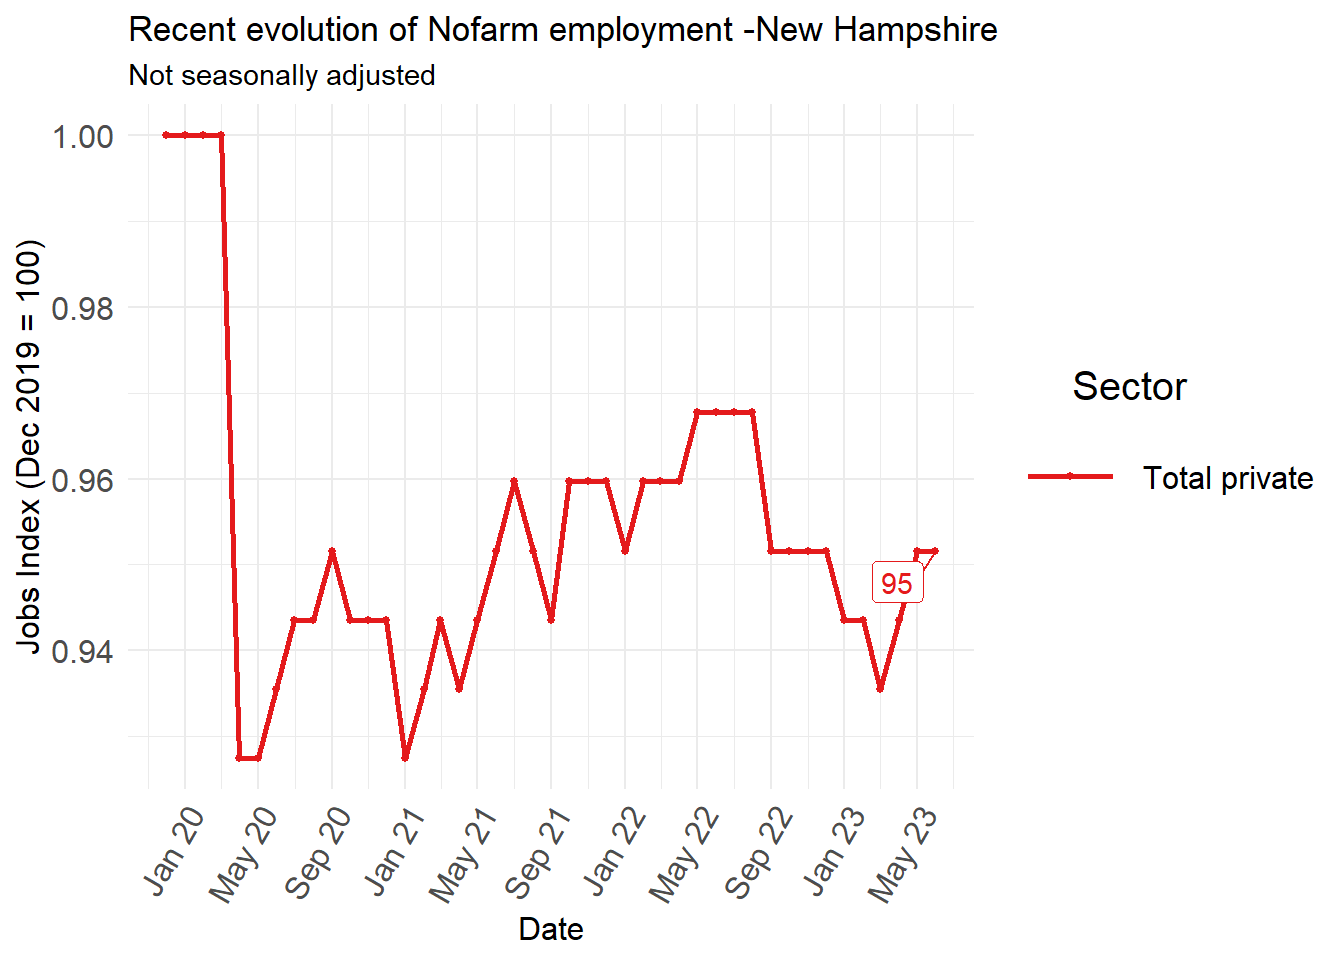 Recent evolution of Nofarm employment -New Hampshire
Not seasonally adjusted
Jobs Index (Dec 2019 = 100)
1.00
0.98
0.96
0.94
95
Jan 20
May 20
Sep 20
Jan 21
May 21
Sep 21
Jan 22
May 22
Sep 22
Jan 23
May 23
Date
Sector
Total private